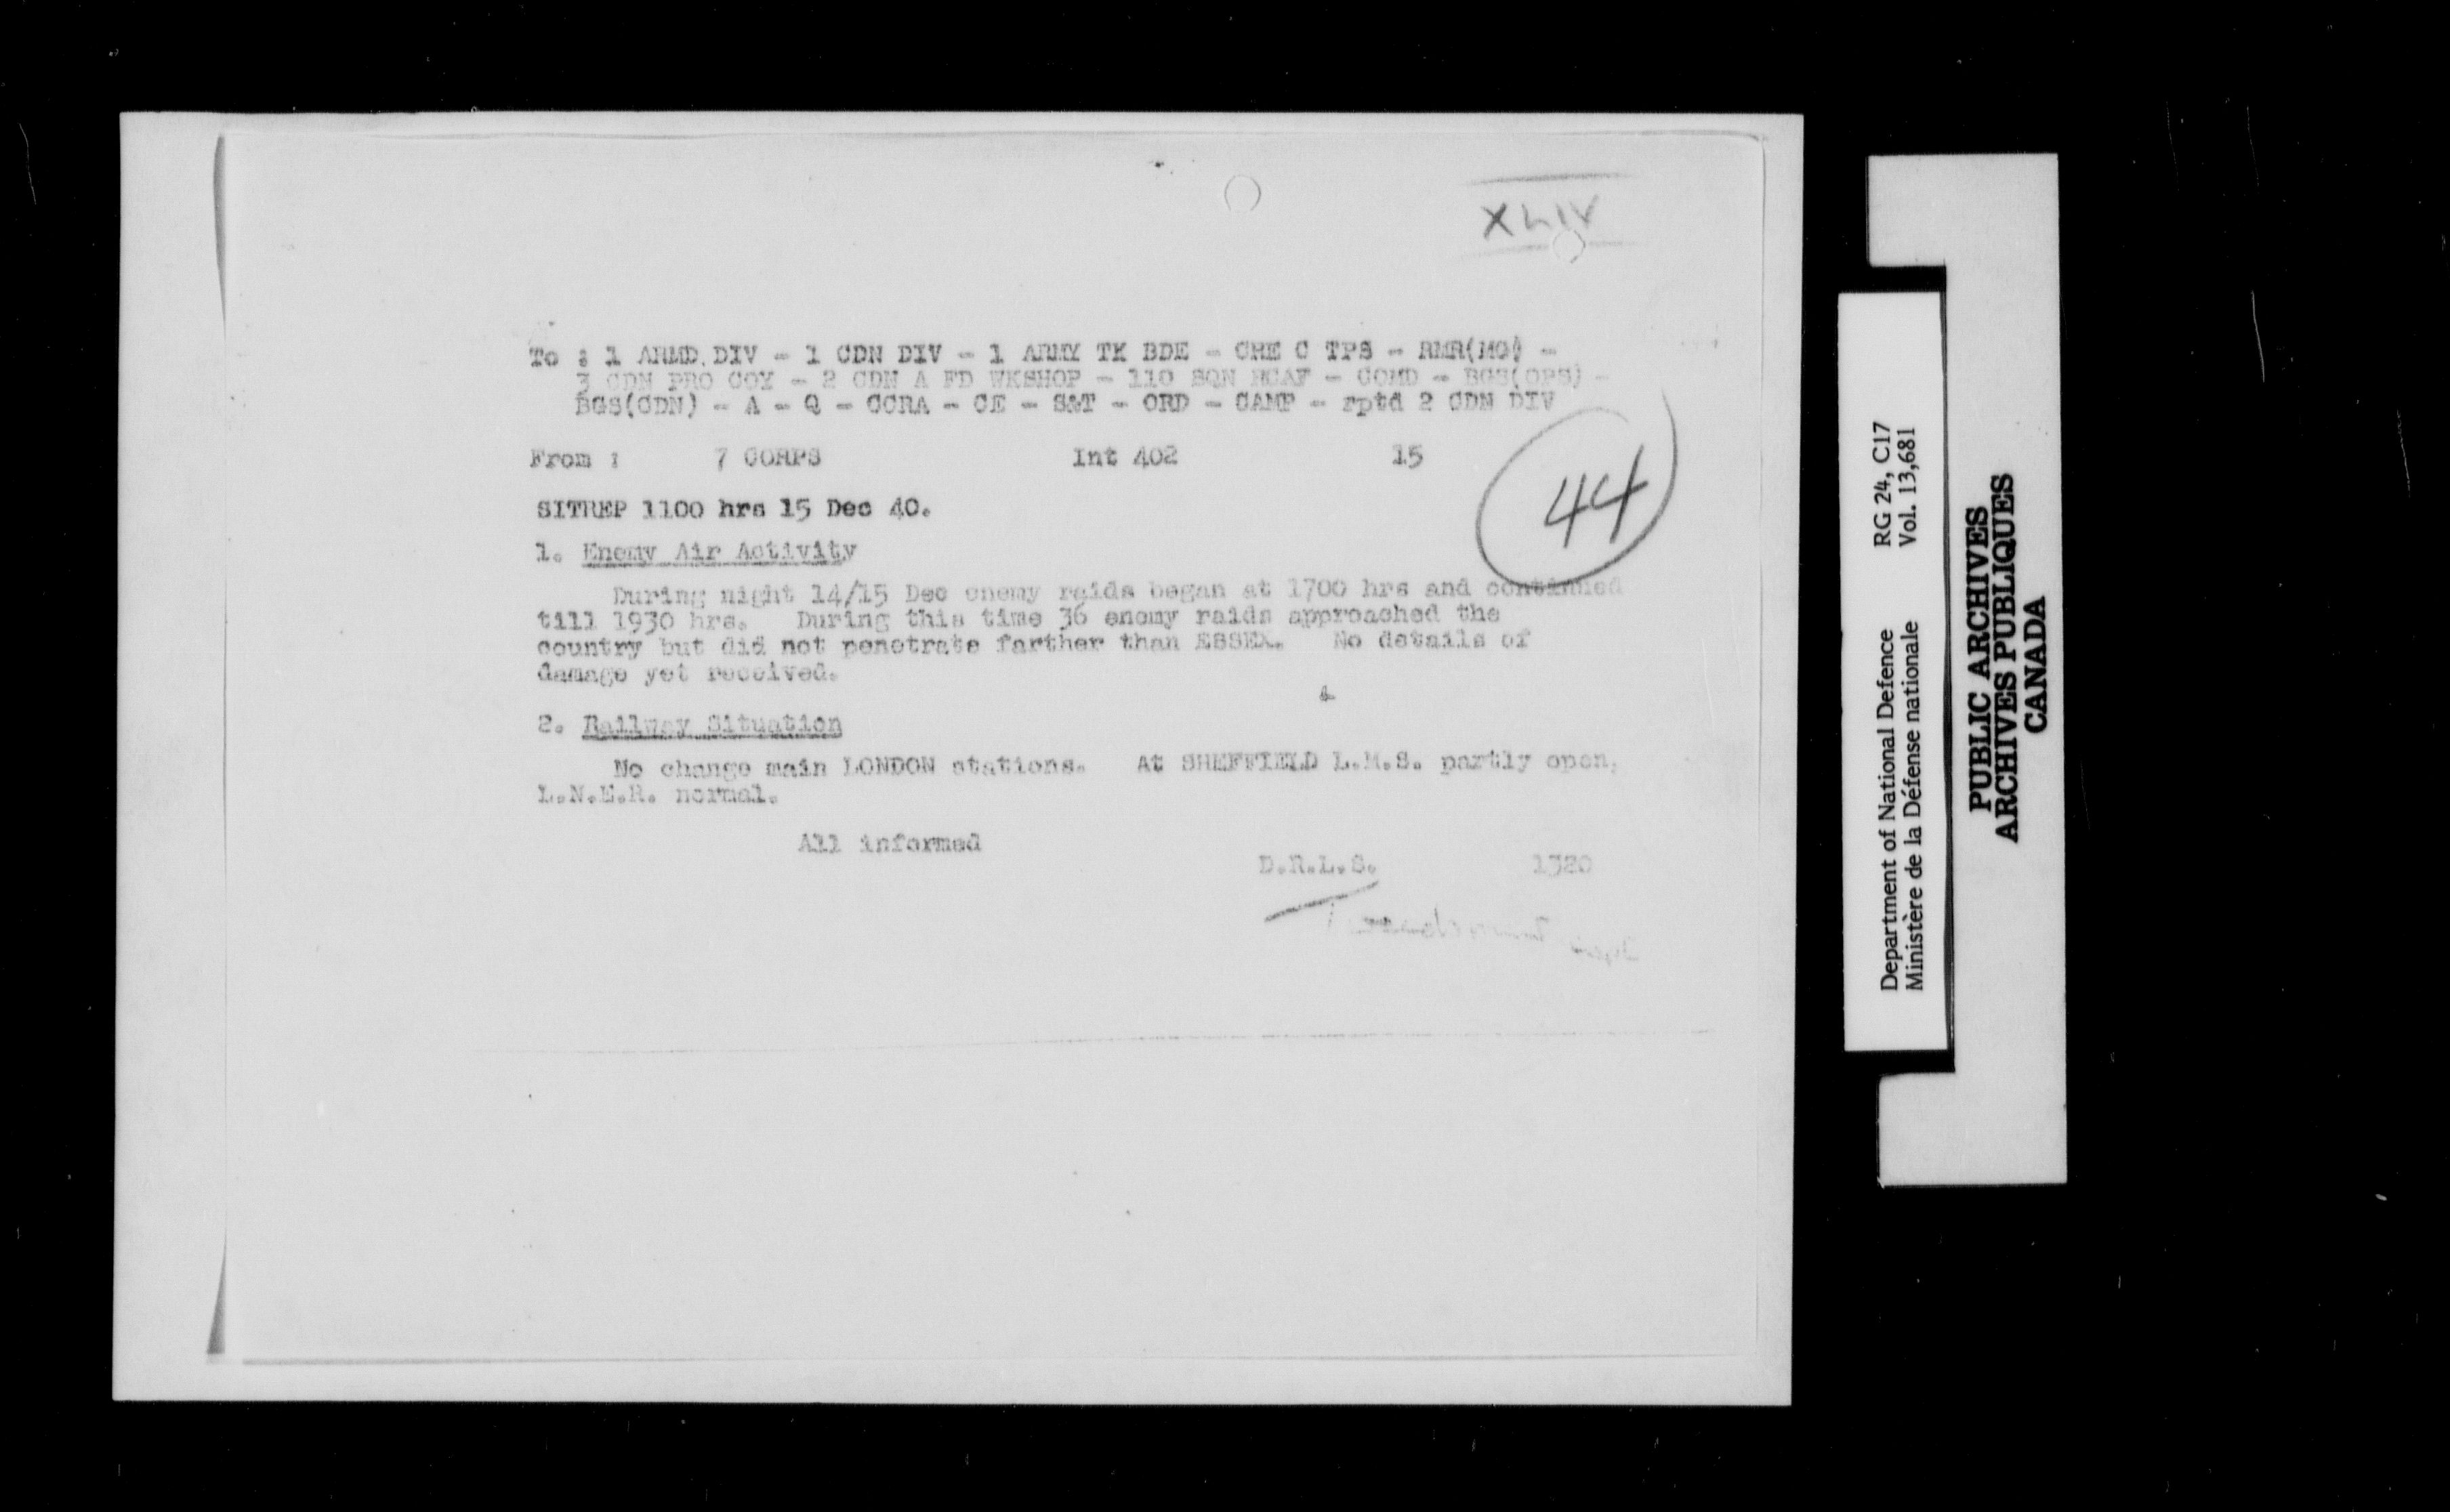 XLIV
To : 1 ARMD.DIV - 1 CDN DIV - 1 ARMY TK BDE - CRE C TPS - RMR(MG) -
3 CDN PRO COY - 2 CDN A FD WKSHOP - 110 SQN RCAF - COMD - BGS(OPS) -
BGS(CDN) - A - Q - CCRA - CE - S&T - ORD - CAMP - rptd 2 CDN DIV
From : 7 CORPS Int 402 15
44
SITREP 1100 hrs 15 Dec 40.
1. Enemy Air Activity
During night 14/15 Dec enemy raids began at 1700 hrs and continued
till 1930 hrs. During this time 36 enemy raids approached the
country but did not penetrate farther than ESSEX. No details of
damage yet received.
2. Railway Situation
No change main LONDON stations. At SHEFFIELD L.M.S. partly open,
L.N.E.R. normal.
All informed
D.R.L.S. 1320
Department of National Defence RG 24, C17
Ministère de la Défense nationale Vol. 13,681
PUBLIC ARCHIVES
ARCHIVES PUBLIQUES
CANADA